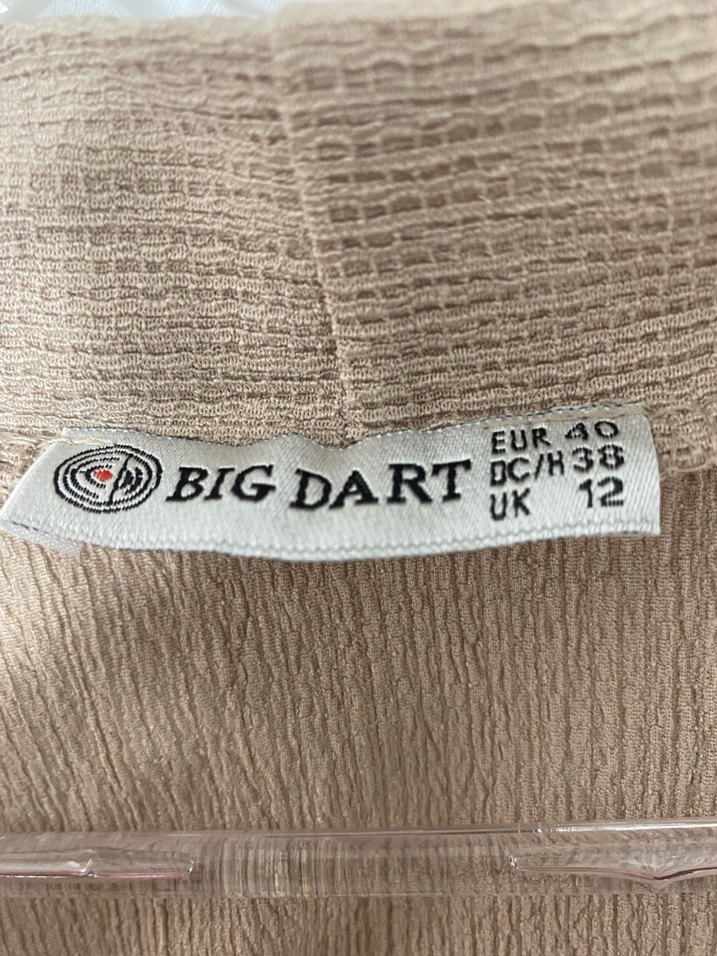 BIG DART
EUR 40
DC/H 38
UK 12